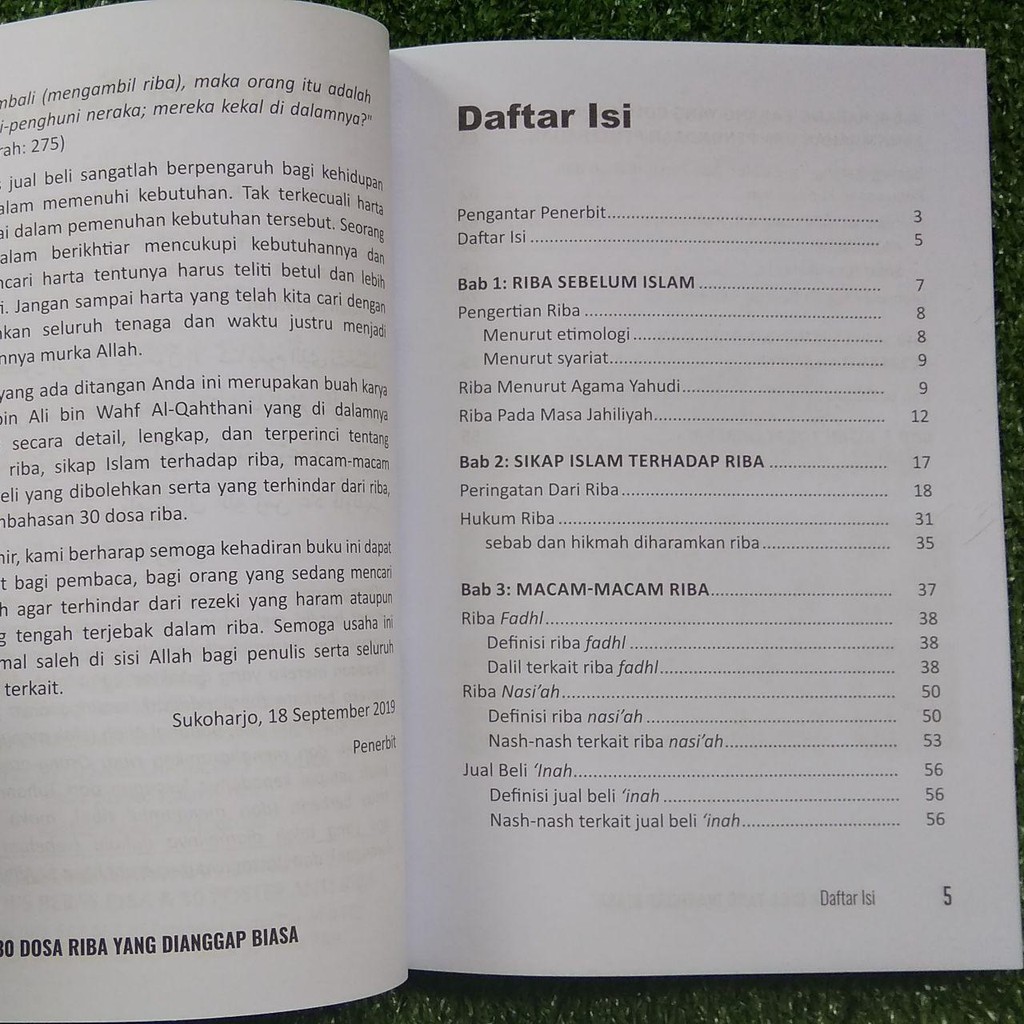 mbali (mengambil riba), maka orang itu adalah
i-penghuni neraka; mereka kekal di dalamnya?"
rah: 275)
jual beli sangatlah berpengaruh bagi kehidupan
alam memenuhi kebutuhan. Tak terkecuali harta
ai dalam pemenuhan kebutuhan tersebut. Seorang
alam berikhtiar mencukupi kebutuhannya dan
ncari harta tentunya harus teliti betul dan lebih
i. Jangan sampai harta yang telah kita cari dengan
hkan seluruh tenaga dan waktu justru menjadi
nnya murka Allah.
yang ada ditangan Anda ini merupakan buah karya
bin Ali bin Wahf Al-Qahthani yang di dalamnya
secara detail, lengkap, dan terperinci tentang
riba, sikap Islam terhadap riba, macam-macam
eli yang dibolehkan serta yang terhindar dari riba,
mbahasan 30 dosa riba.
hir, kami berharap semoga kehadiran buku ini dapat
t bagi pembaca, bagi orang yang sedang mencari
h agar terhindar dari rezeki yang haram ataupun
g tengah terjebak dalam riba. Semoga usaha ini
mal saleh di sisi Allah bagi penulis serta seluruh
terkait.
Sukoharjo, 18 September 2019
Penerbit
30 DOSA RIBA YANG DIANGGAP BIASA
Daftar Isi
Pengantar Penerbit 3
Daftar Isi 5
Bab 1: RIBA SEBELUM ISLAM 7
Pengertian Riba 8
Menurut etimologi 8
Menurut syariat 9
Riba Menurut Agama Yahudi 9
Riba Pada Masa Jahiliyah 12
Bab 2: SIKAP ISLAM TERHADAP RIBA 17
Peringatan Dari Riba 18
Hukum Riba 31
sebab dan hikmah diharamkan riba 35
Bab 3: MACAM-MACAM RIBA 37
Riba Fadhl 38
Definisi riba fadhl 38
Dalil terkait riba fadhl 38
Riba Nasi'ah 50
Definisi riba nasi'ah 50
Nash-nash terkait riba nasi'ah 53
Jual Beli 'Inah 56
Definisi jual beli 'inah 56
Nash-nash terkait jual beli 'inah 56
Daftar Isi 5